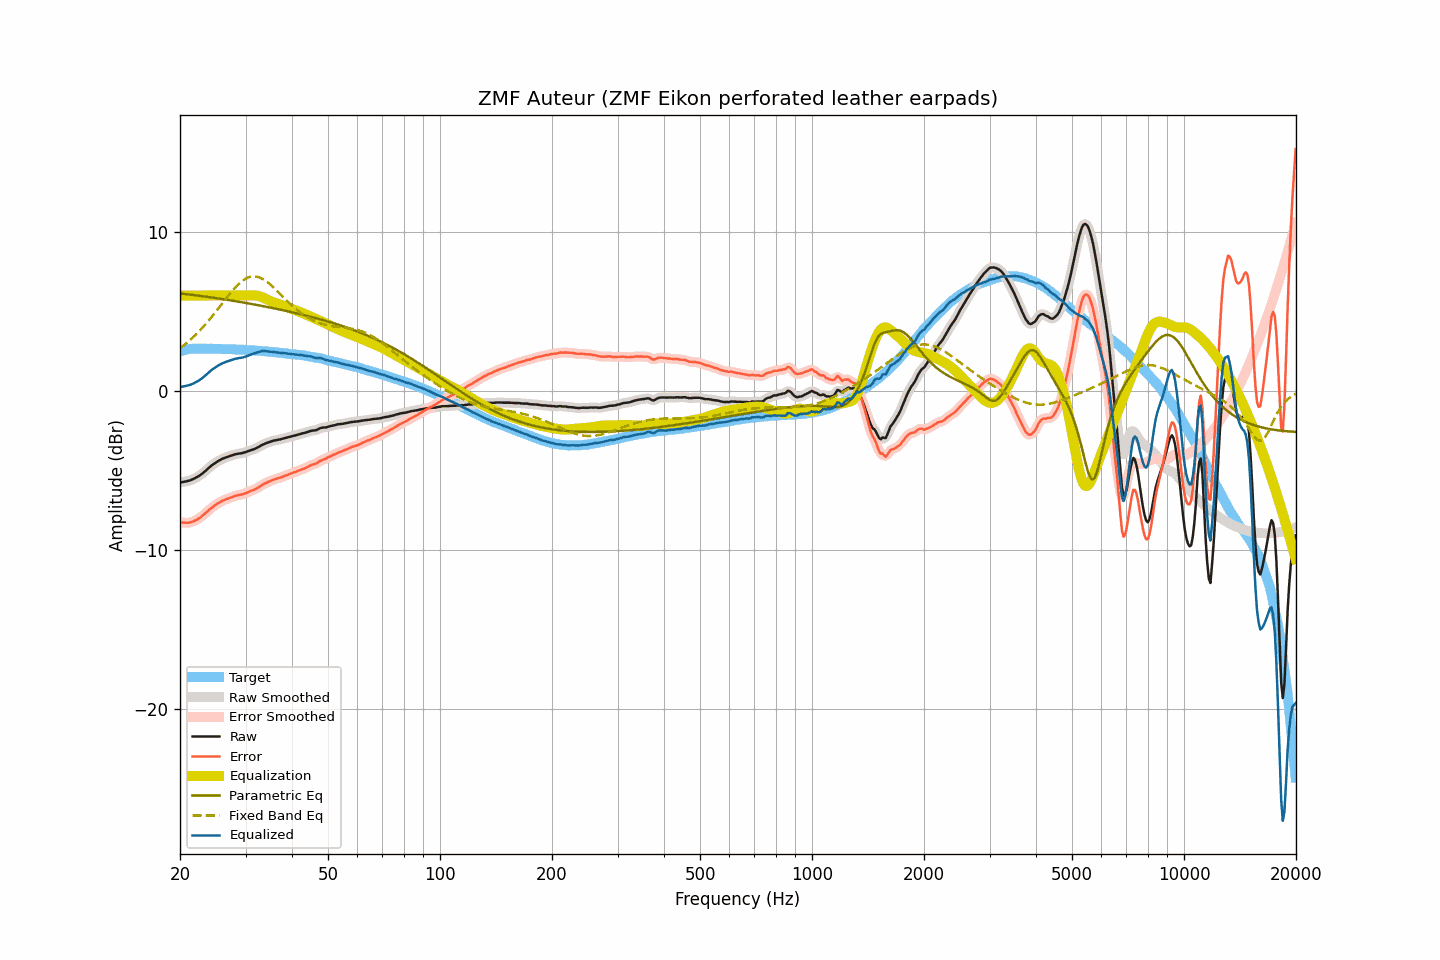 ZMF Auteur (ZMF Eikon perforated leather earpads)
Amplitude (dBr)
10
0
−10
−20
Target
Raw Smoothed
Error Smoothed
Raw
Error
Equalization
Parametric Eq
Fixed Band Eq
Equalized
20 50 100 200 500 1000 2000 5000 10000 20000
Frequency (Hz)